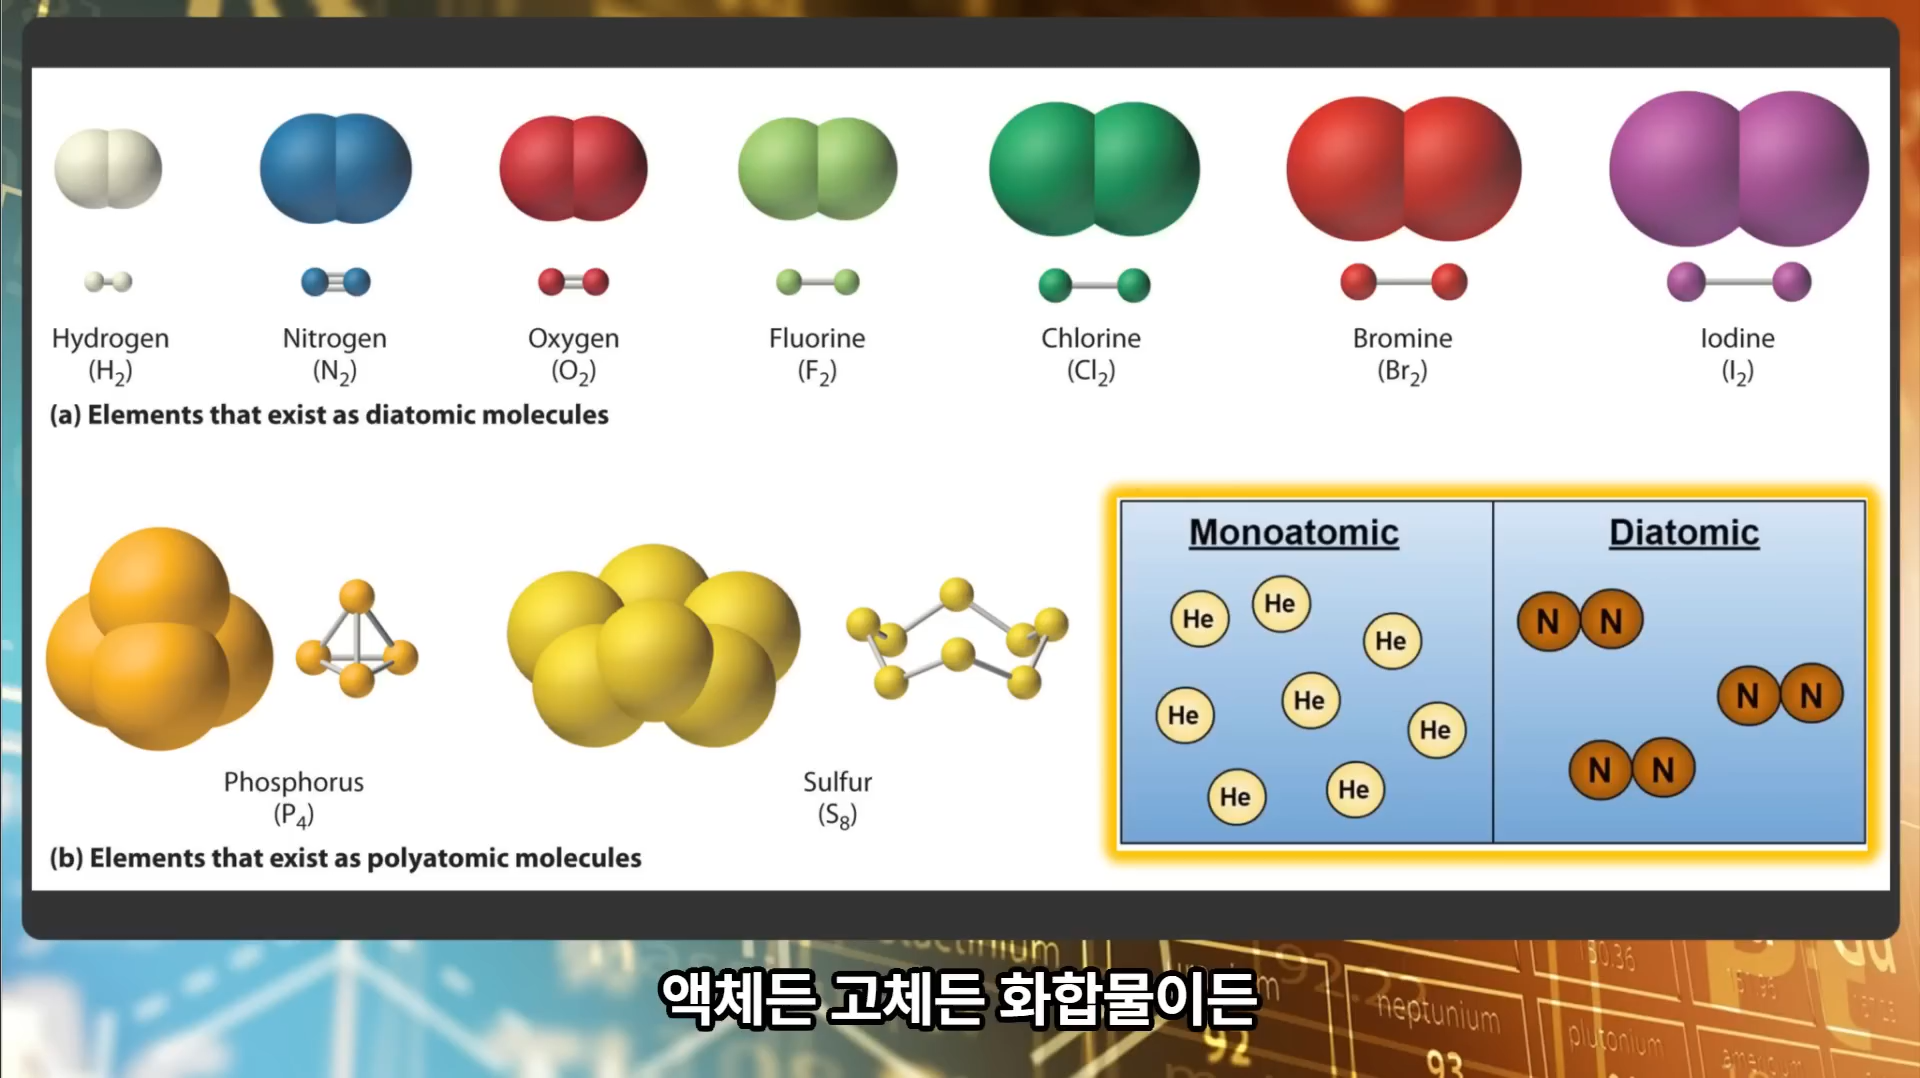 Hydrogen
(H2)
Nitrogen
(N2)
Oxygen
(O2)
Fluorine
(F2)
Chlorine
(Cl2)
Bromine
(Br2)
Iodine
(I2)
(a) Elements that exist as diatomic molecules
Phosphorus
(P4)
Sulfur
(S8)
(b) Elements that exist as polyatomic molecules
Monoatomic
He
He
He
He
He
He
He
He
Diatomic
N N
N N
N N
액체든 고체든 화합물이든
neptunium
plutonium
92
93